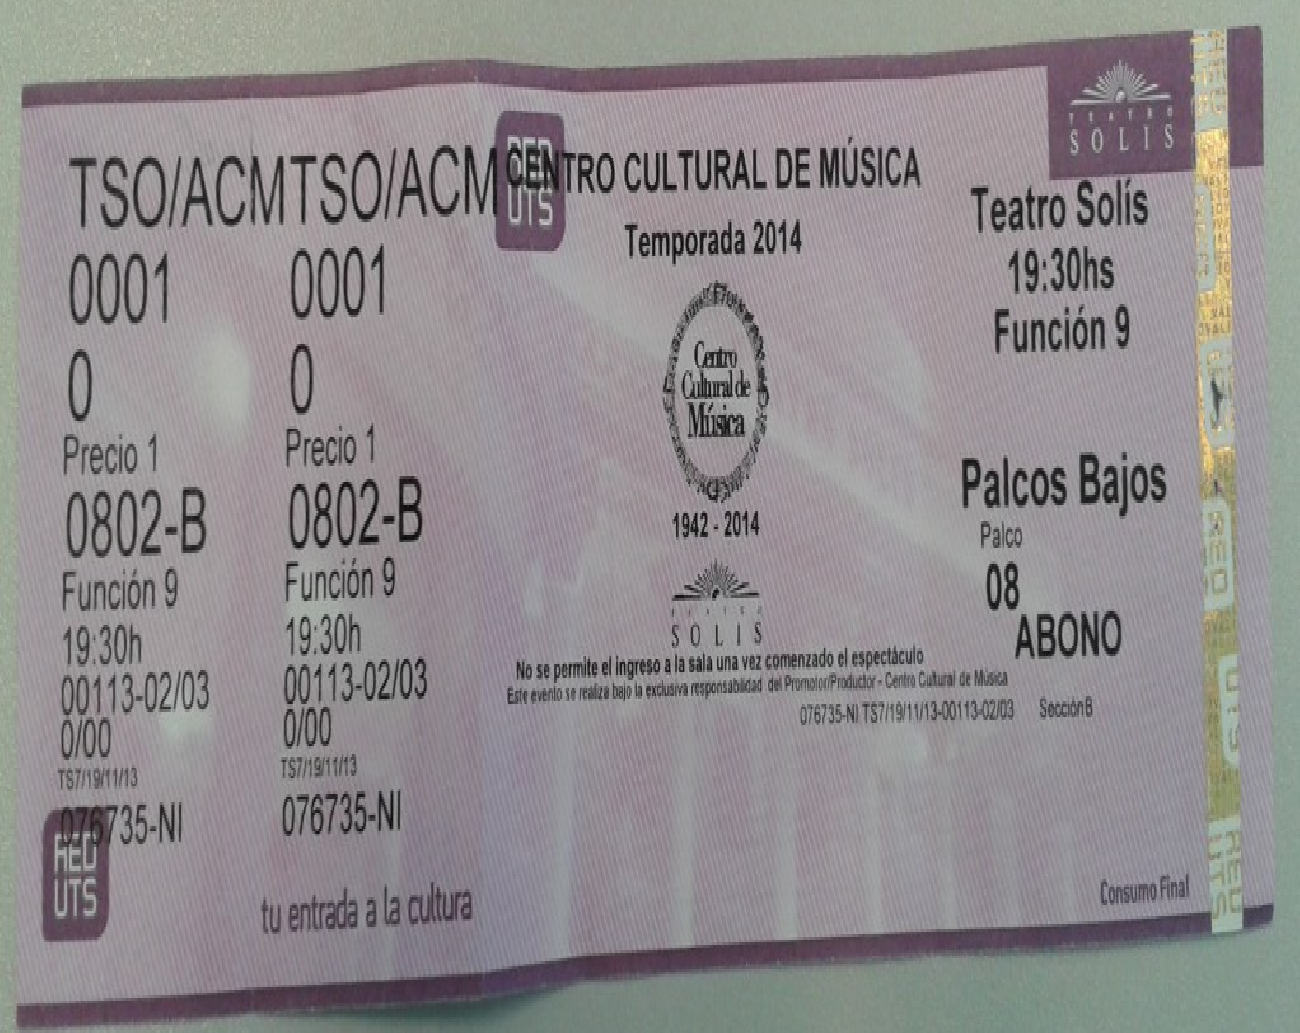 TSO/ACM
0001
0
Precio 1
0802-B
Función 9
19:30h
00113-02/03
0/00
TS7/19/11/13
076735-NI
RED
UTS
TSO/ACM
0001
0
Precio 1
0802-B
Función 9
19:30h
00113-02/03
0/00
TS7/19/11/13
076735-NI
tu entrada a la cultura
RED
UTS
CENTRO CULTURAL DE MÚSICA
Temporada 2014
Centro
Cultural de
Música
1942 - 2014
TEATRO
SOLIS
No se permite el ingreso a la sala una vez comenzado el espectáculo
Este evento se realiza bajo la exclusiva responsabilidad del Promotor/Productor - Centro Cultural de Música
076735-NI TS7/19/11/13-00113-02/03 Sección B
TEATRO
SOLIS
Teatro Solís
19:30hs
Función 9
Palcos Bajos
Palco
08
ABONO
Consumo Final
RED
UTS